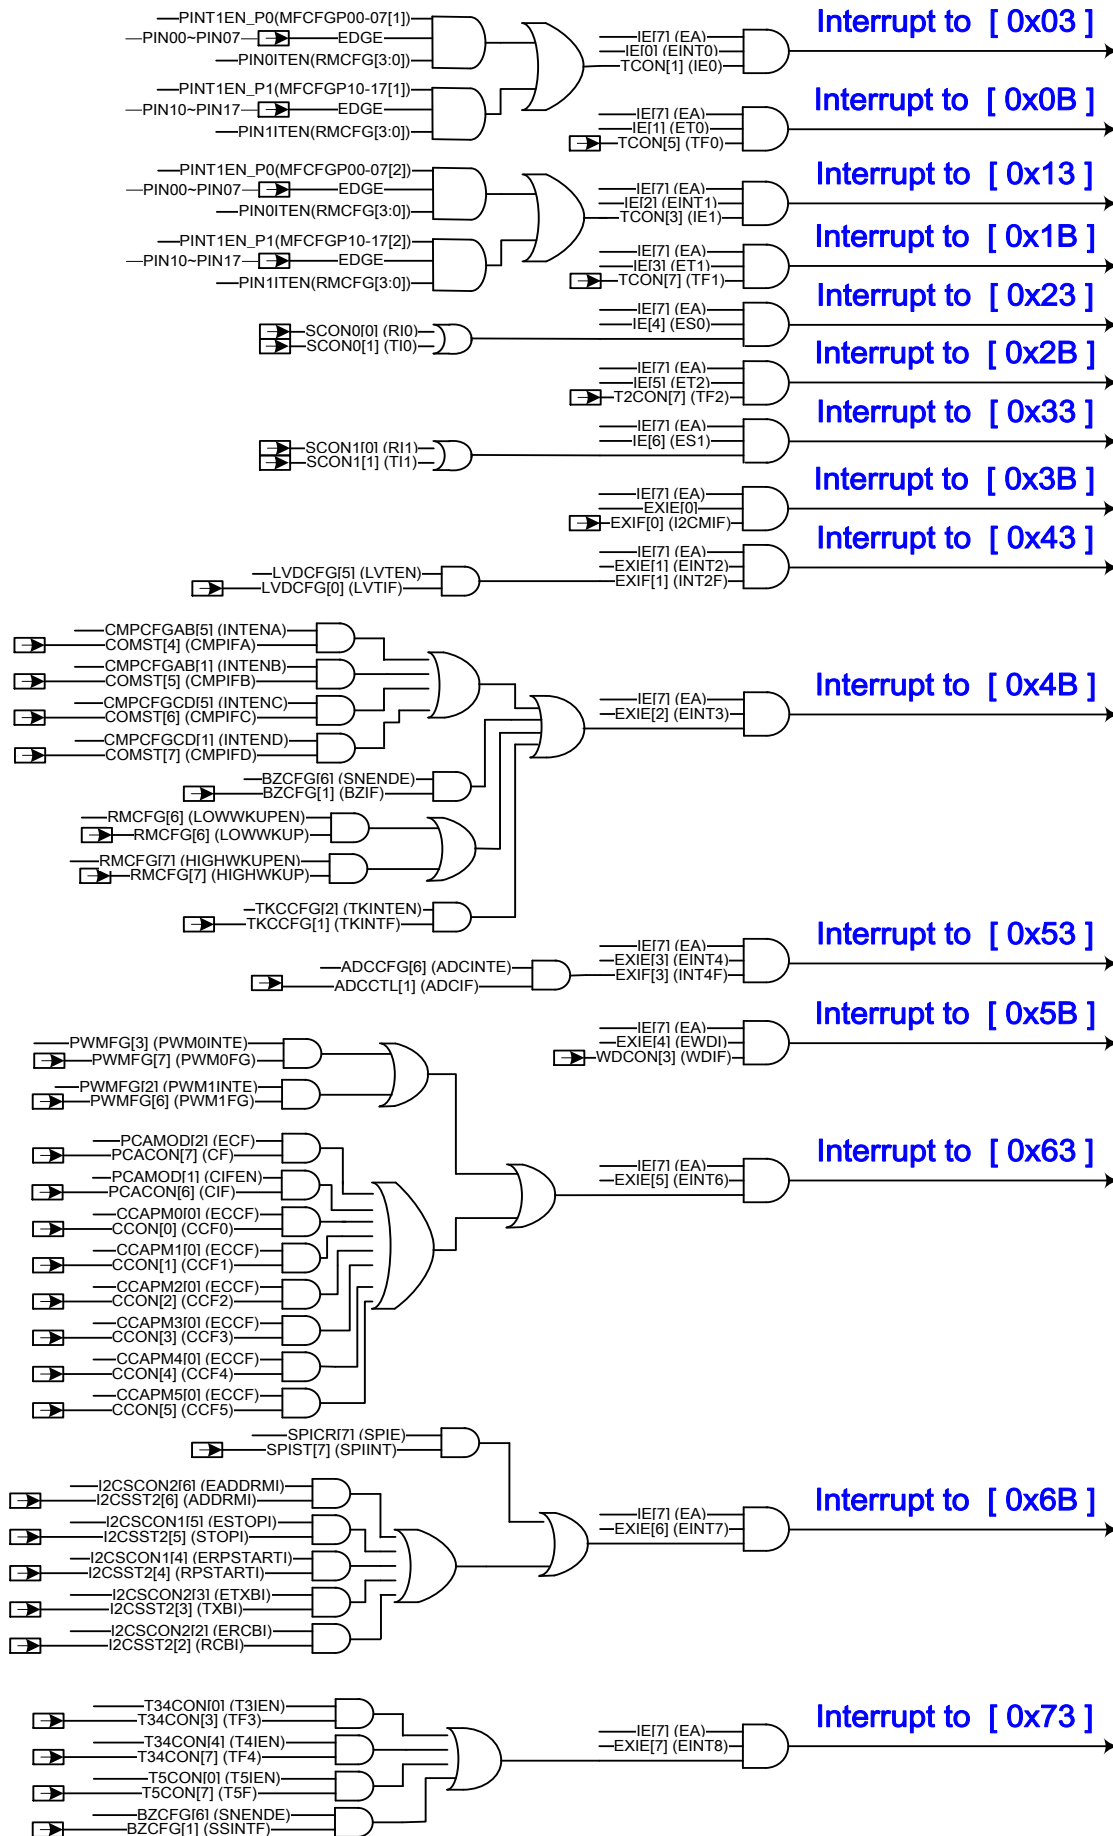 PINT1EN_P0(MFCFGP00-07[1])
PIN00~PIN07
EDGE
PIN0ITEN(RMCFG[3:0])
IE[7] (EA)
IE[0] (EINT0)
TCON[1] (IE0)
Interrupt to [ 0x03 ]
PINT1EN_P1(MFCFGP10-17[1])
PIN10~PIN17
EDGE
PIN1ITEN(RMCFG[3:0])
IE[7] (EA)
IE[1] (ET0)
TCON[5] (TF0)
Interrupt to [ 0x0B ]
PINT1EN_P0(MFCFGP00-07[2])
PIN00~PIN07
EDGE
PIN0ITEN(RMCFG[3:0])
IE[7] (EA)
IE[2] (EINT1)
TCON[3] (IE1)
Interrupt to [ 0x13 ]
PINT1EN_P1(MFCFGP10-17[2])
PIN10~PIN17
EDGE
PIN1ITEN(RMCFG[3:0])
IE[7] (EA)
IE[3] (ET1)
TCON[7] (TF1)
Interrupt to [ 0x1B ]
SCON0[0] (RI0)
SCON0[1] (TI0)
IE[7] (EA)
IE[4] (ES0)
Interrupt to [ 0x23 ]
IE[7] (EA)
IE[5] (ET2)
T2CON[7] (TF2)
Interrupt to [ 0x2B ]
SCON1[0] (RI1)
SCON1[1] (TI1)
IE[7] (EA)
IE[6] (ES1)
Interrupt to [ 0x33 ]
IE[7] (EA)
EXIE[0]
EXIF[0] (I2CMIF)
Interrupt to [ 0x3B ]
LVDCFG[5] (LVTEN)
LVDCFG[0] (LVTIF)
IE[7] (EA)
EXIE[1] (EINT2)
EXIF[1] (INT2F)
Interrupt to [ 0x43 ]
CMPCFGAB[5] (INTENA)
COMST[4] (CMPIFA)
CMPCFGAB[1] (INTENB)
COMST[5] (CMPIFB)
CMPCFGCD[5] (INTENC)
COMST[6] (CMPIFC)
CMPCFGCD[1] (INTEND)
COMST[7] (CMPIFD)
BZCFG[6] (SNENDE)
BZCFG[1] (BZIF)
RMCFG[6] (LOWWKUPEN)
RMCFG[6] (LOWWKUP)
RMCFG[7] (HIGHWKUPEN)
RMCFG[7] (HIGHWKUP)
TKCCFG[2] (TKINTEN)
TKCCFG[1] (TKINTF)
IE[7] (EA)
EXIE[2] (EINT3)
Interrupt to [ 0x4B ]
ADCCFG[6] (ADCINTE)
ADCCTL[1] (ADCIF)
IE[7] (EA)
EXIE[3] (EINT4)
EXIF[3] (INT4F)
Interrupt to [ 0x53 ]
IE[7] (EA)
EXIE[4] (EWDI)
WDCON[3] (WDIF)
Interrupt to [ 0x5B ]
PWMFG[3] (PWM0INTE)
PWMFG[7] (PWM0FG)
PWMFG[2] (PWM1INTE)
PWMFG[6] (PWM1FG)
PCAMOD[2] (ECF)
PCACON[7] (CF)
PCAMOD[1] (CIFEN)
PCACON[6] (CIF)
CCAPM0[0] (ECCF)
CCON[0] (CCF0)
CCAPM1[0] (ECCF)
CCON[1] (CCF1)
CCAPM2[0] (ECCF)
CCON[2] (CCF2)
CCAPM3[0] (ECCF)
CCON[3] (CCF3)
CCAPM4[0] (ECCF)
CCON[4] (CCF4)
CCAPM5[0] (ECCF)
CCON[5] (CCF5)
IE[7] (EA)
EXIE[5] (EINT6)
Interrupt to [ 0x63 ]
SPICR[7] (SPIE)
SPIST[7] (SPIINT)
I2CSCON2[6] (EADDRMI)
I2CSST2[6] (ADDRMI)
I2CSCON1[5] (ESTOPI)
I2CSST2[5] (STOPI)
I2CSCON1[4] (ERPSTARTI)
I2CSST2[4] (RPSTARTI)
I2CSCON2[3] (ETXBI)
I2CSST2[3] (TXBI)
I2CSCON2[2] (ERCBI)
I2CSST2[2] (RCBI)
IE[7] (EA)
EXIE[6] (EINT7)
Interrupt to [ 0x6B ]
T34CON[0] (T3IEN)
T34CON[3] (TF3)
T34CON[4] (T4IEN)
T34CON[7] (TF4)
T5CON[0] (T5IEN)
T5CON[7] (T5F)
BZCFG[6] (SNENDE)
BZCFG[1] (SSINTF)
IE[7] (EA)
EXIE[7] (EINT8)
Interrupt to [ 0x73 ]